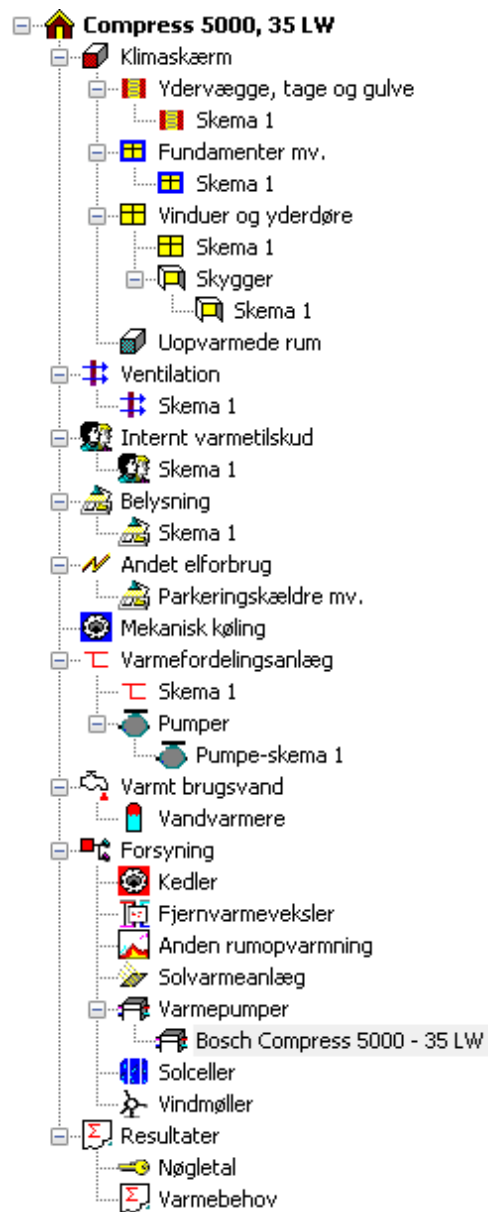 Compress 5000, 35 LW
Klimaskærm
Ydervægge, tage og gulve
Skema 1
Fundamenter mv.
Skema 1
Vinduer og yderdøre
Skema 1
Skygger
Skema 1
Uopvarmede rum
Ventilation
Skema 1
Internt varmetilskud
Skema 1
Belysning
Skema 1
Andet elforbrug
Parkeringskældre mv.
Mekanisk køling
Varmefordelingsanlæg
Skema 1
Pumper
Pumpe-skema 1
Varmt brugsvand
Vandvarmere
Forsyning
Kedler
Fjernvarmeveksler
Anden rumopvarmning
Solvarmeanlæg
Varmepumper
Bosch Compress 5000 - 35 LW
Solceller
Vindmøller
Resultater
Nøgletal
Varmebehov